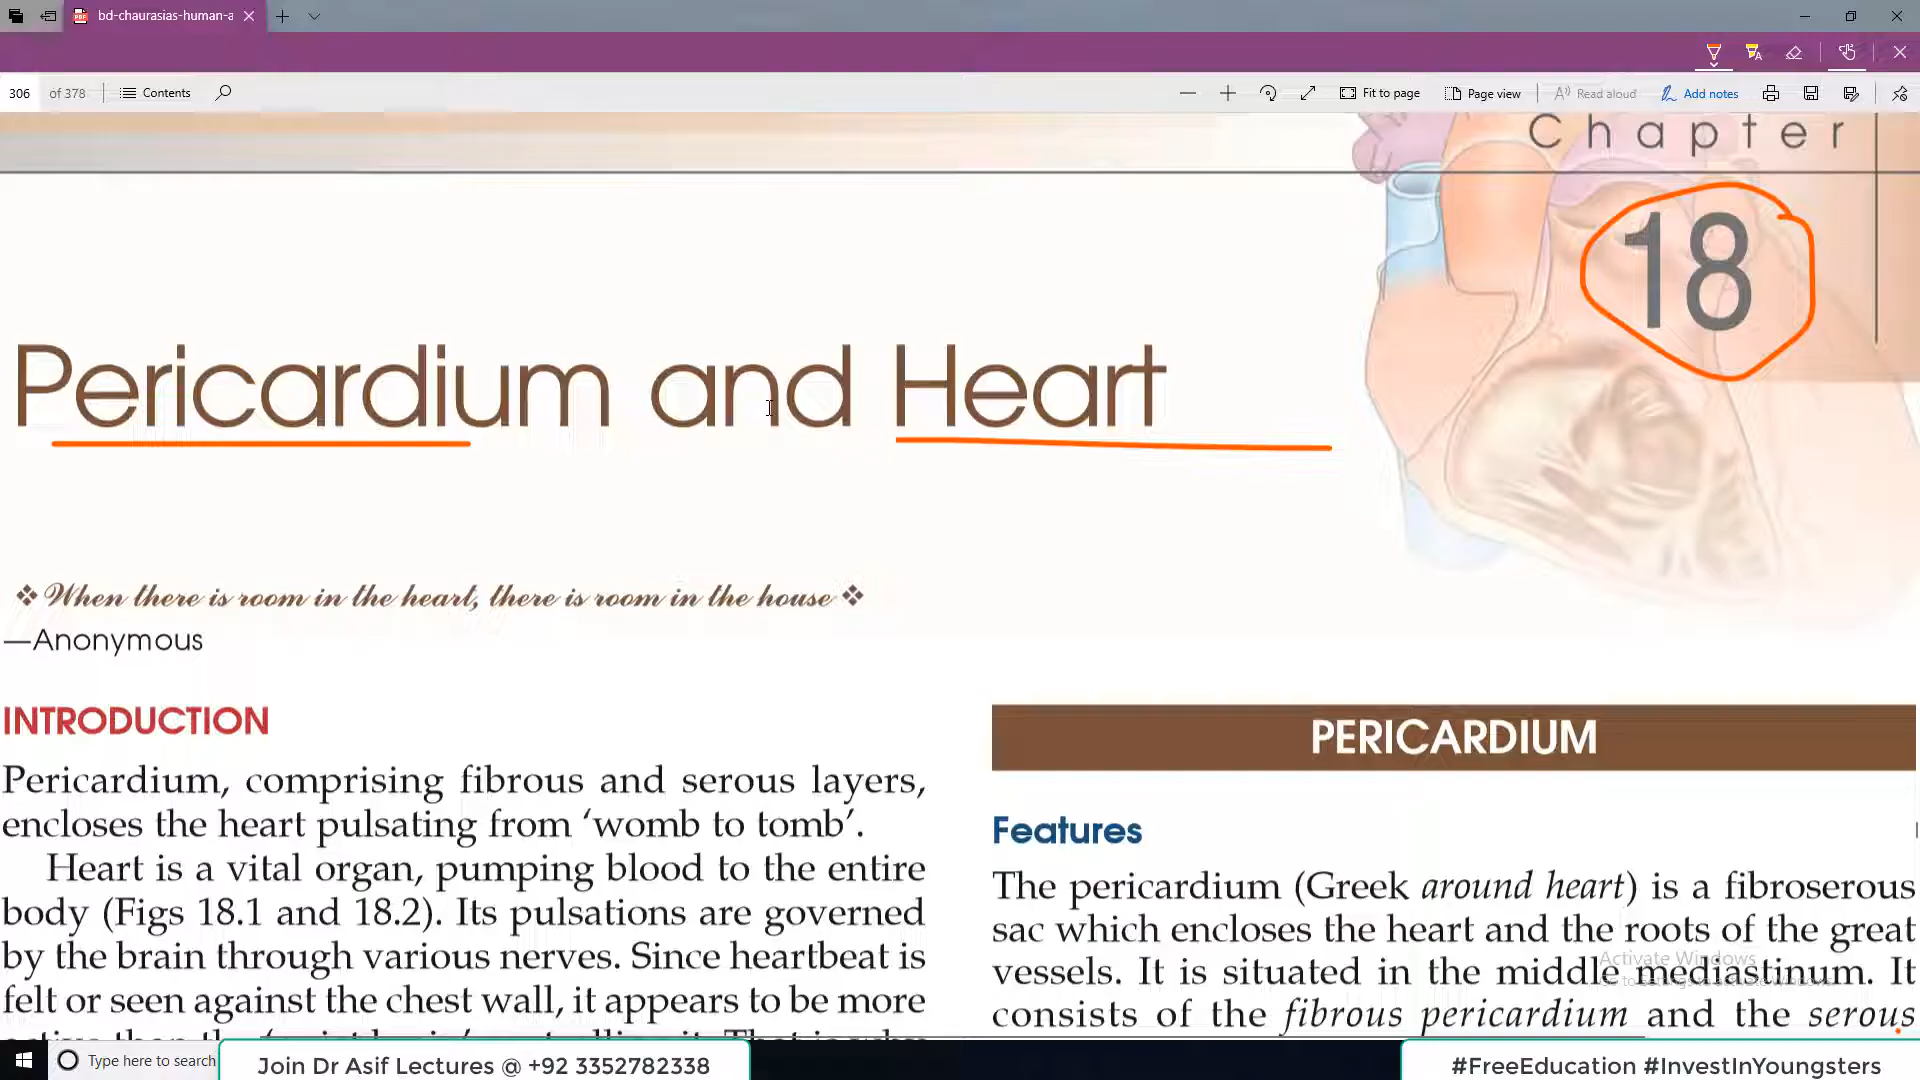 bd-chaurasias-human-a
306 of 378 Contents Fit to page Page view Read aloud Add notes
Chapter
18
Pericardium and Heart
When there is room in the heart, there is room in the house
—Anonymous
INTRODUCTION
Pericardium, comprising fibrous and serous layers,
encloses the heart pulsating from ‘womb to tomb’.
Heart is a vital organ, pumping blood to the entire
body (Figs 18.1 and 18.2). Its pulsations are governed
by the brain through various nerves. Since heartbeat is
felt or seen against the chest wall, it appears to be more
PERICARDIUM
Features
The pericardium (Greek around heart) is a fibroserous
sac which encloses the heart and the roots of the great
vessels. It is situated in the middle mediastinum. It
consists of the fibrous pericardium and the serous
Activate Windows
Type here to search
Join Dr Asif Lectures @ +92 3352782338
#FreeEducation #InvestInYoungsters